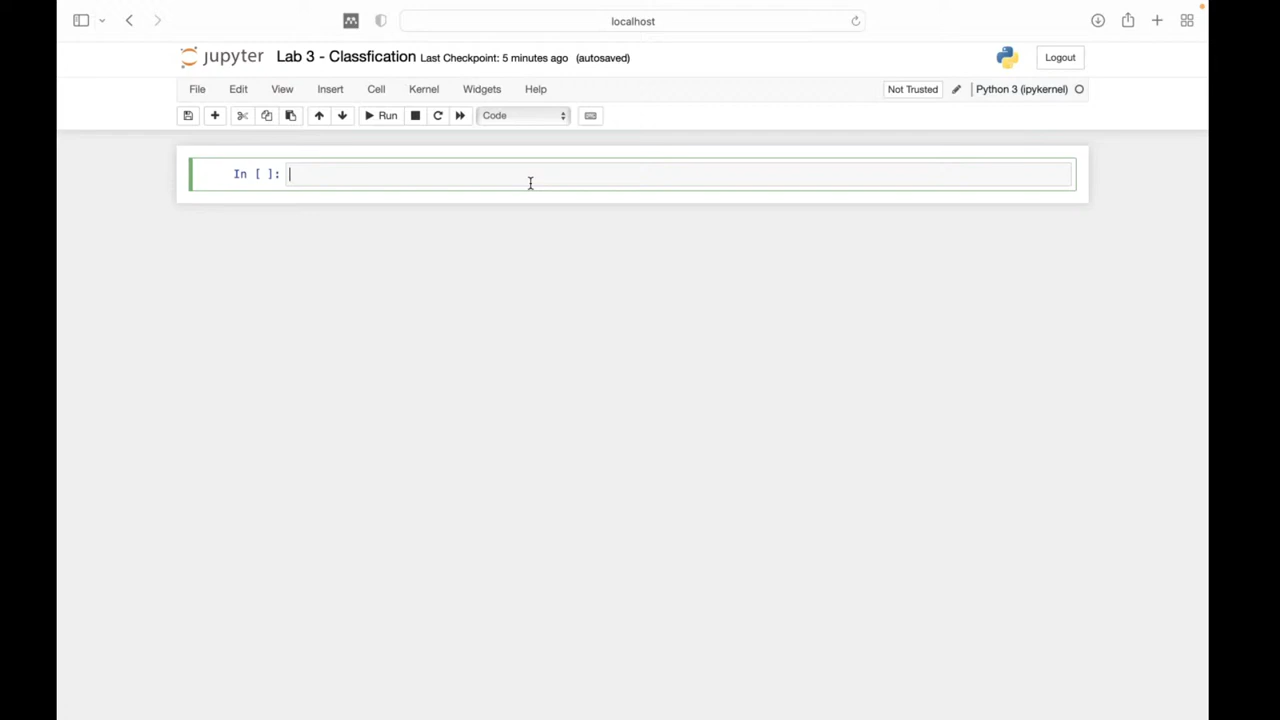 localhost
jupyter Lab 3 - Classfication Last Checkpoint: 5 minutes ago (autosaved) Logout
File Edit View Insert Cell Kernel Widgets Help Not Trusted Python 3 (ipykernel)
Run Code
In [ ]: